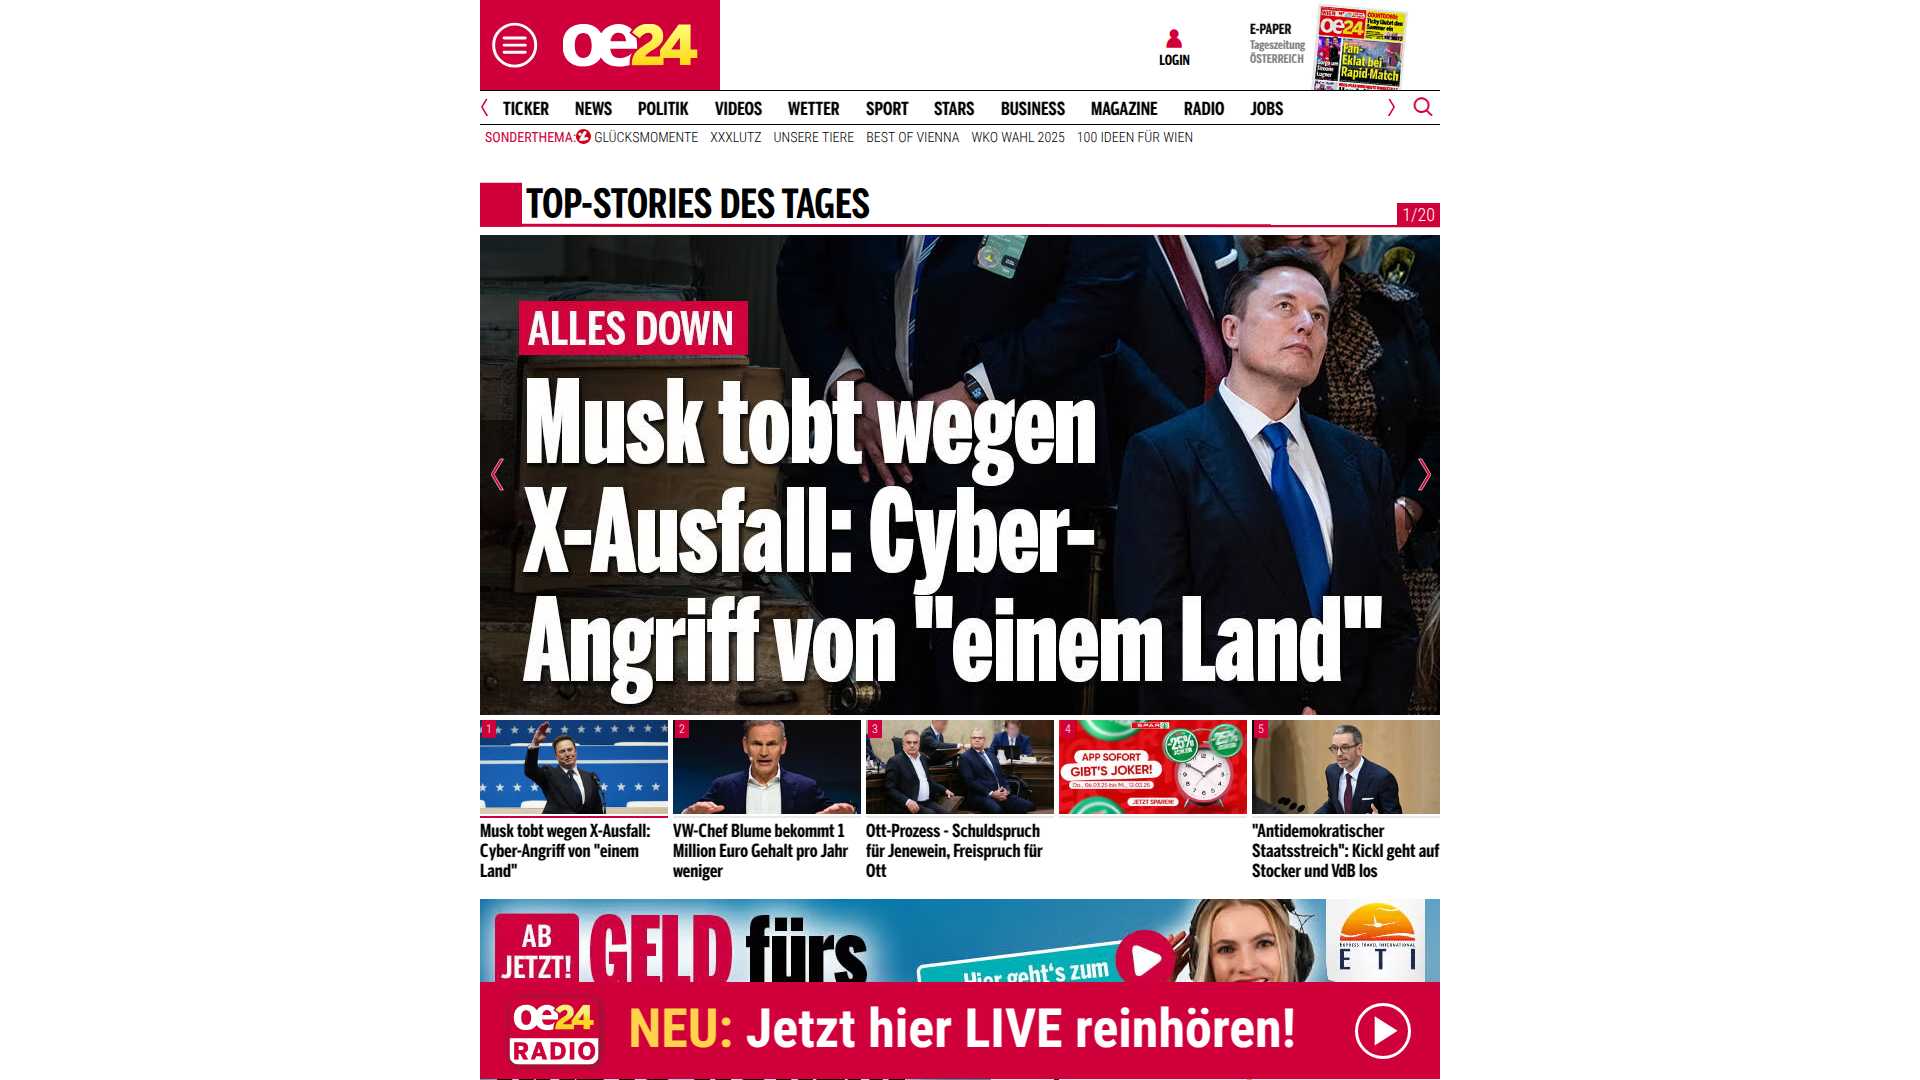 oe24
LOGIN
E-PAPER
Tageszeitung
ÖSTERREICH
oe24
Fan-
Eklat bei
Rapid-Match
TICKER NEWS POLITIK VIDEOS WETTER SPORT STARS BUSINESS MAGAZINE RADIO JOBS
SONDERTHEMA: GLÜCKSMOMENTE XXXLUTZ UNSERE TIERE BEST OF VIENNA WKO WAHL 2025 100 IDEEN FÜR WIEN
TOP-STORIES DES TAGES
1/20
ALLES DOWN
Musk tobt wegen
X-Ausfall: Cyber-
Angriff von "einem Land"
1
2
3
4
5
SPAR
-25%
-25%
APP SOFORT
GIBT'S JOKER!
JETZT SPAREN!
Musk tobt wegen X-Ausfall:
Cyber-Angriff von "einem
Land"
VW-Chef Blume bekommt 1
Million Euro Gehalt pro Jahr
weniger
Ott-Prozess - Schuldspruch
für Jenewein, Freispruch für
Ott
"Antidemokratischer
Staatsstreich": Kickl geht auf
Stocker und VdB los
AB
JETZT!
GELD fürs
Hier geht's zum
EXPRESS TRAVEL INTERNATIONAL
ETI
oe24
RADIO
NEU: Jetzt hier LIVE reinhören!